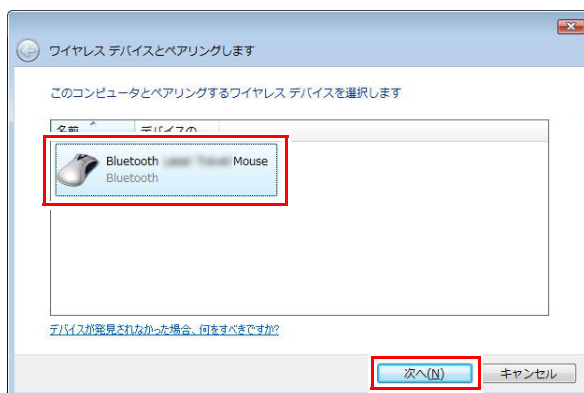 ワイヤレス デバイスとペアリングします
このコンピュータとペアリングするワイヤレス デバイスを選択します
名前 デバイスの
Bluetooth Mouse
Bluetooth
デバイスが発見されなかった場合、何をすべきですか?
次へ(N) キャンセル